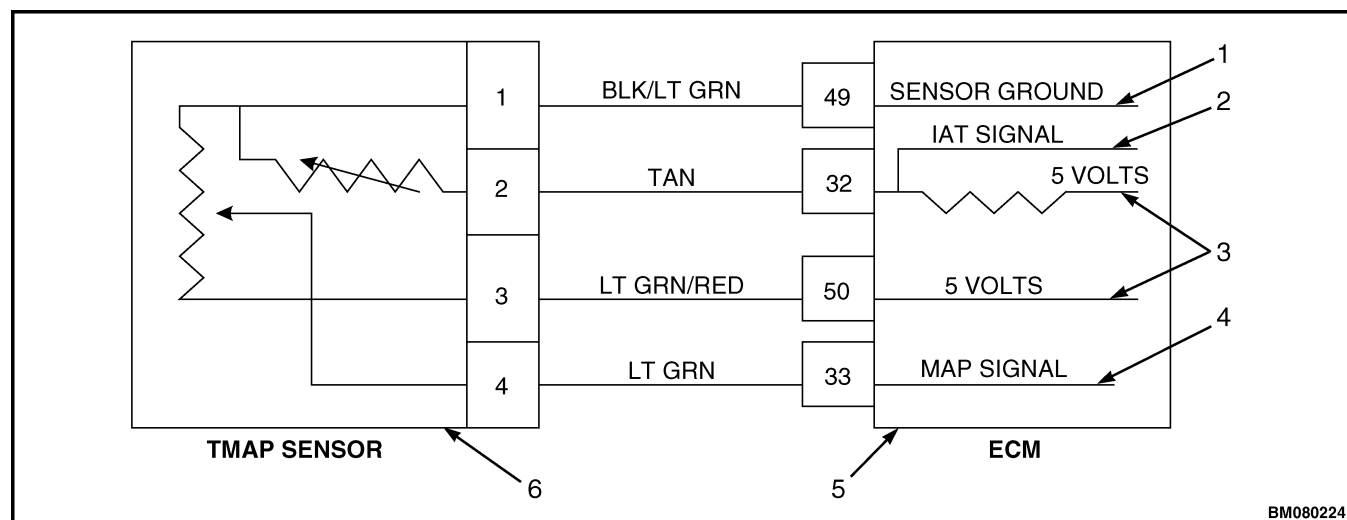 1 BLK/LT GRN 49 SENSOR GROUND 1
IAT SIGNAL 2
2 TAN 32 5 VOLTS
3
3 LT GRN/RED 50 5 VOLTS
4
4 LT GRN 33 MAP SIGNAL
TMAP SENSOR ECM
6 5
BM080224